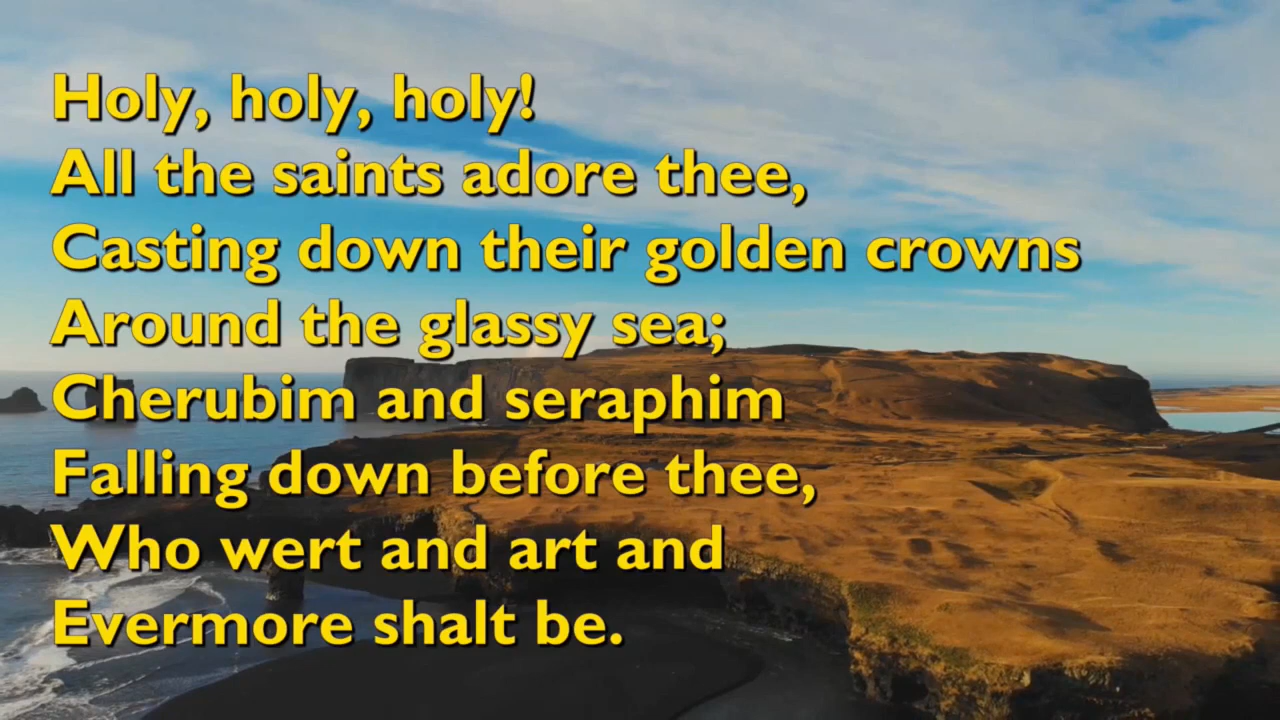 Holy, holy, holy!
All the saints adore thee,
Casting down their golden crowns
Around the glassy sea;
Cherubim and seraphim
Falling down before thee,
Who wert and art and
Evermore shalt be.